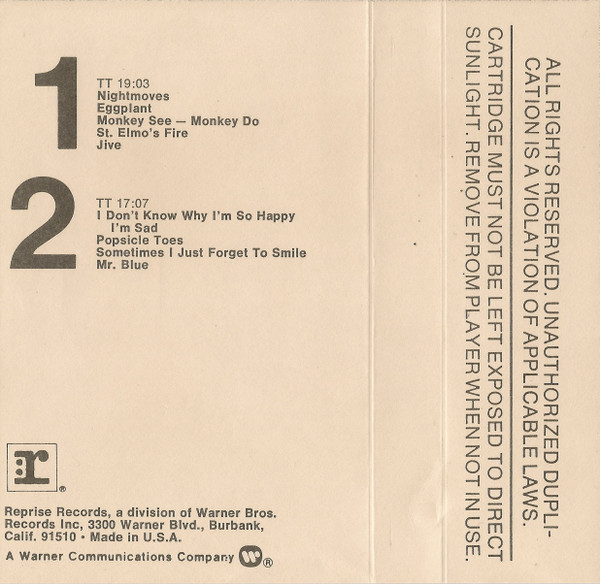 1
TT 19:03
Nightmoves
Eggplant
Monkey See — Monkey Do
St. Elmo's Fire
Jive
2
TT 17:07
I Don't Know Why I'm So Happy
I'm Sad
Popsicle Toes
Sometimes I Just Forget To Smile
Mr. Blue
:r
®
Reprise Records, a division of Warner Bros.
Records Inc, 3300 Warner Blvd., Burbank,
Calif. 91510 • Made in U.S.A.
A Warner Communications Company ®
ALL RIGHTS RESERVED. UNAUTHORIZED DUPLI-
CATION IS A VIOLATION OF APPLICABLE LAWS.
CARTRIDGE MUST NOT BE LEFT EXPOSED TO DIRECT
SUNLIGHT. REMOVE FROM PLAYER WHEN NOT IN USE.